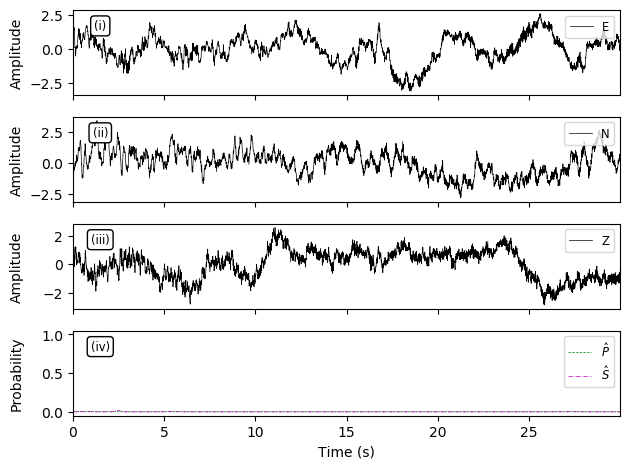 2.5
0.0
−2.5
Amplitude
(i)
E
2.5
0.0
−2.5
Amplitude
(ii)
N
2
0
−2
Amplitude
(iii)
Z
1.0
0.5
0.0
Probability
(iv)
P̂
Ŝ
0 5 10 15 20 25
Time (s)